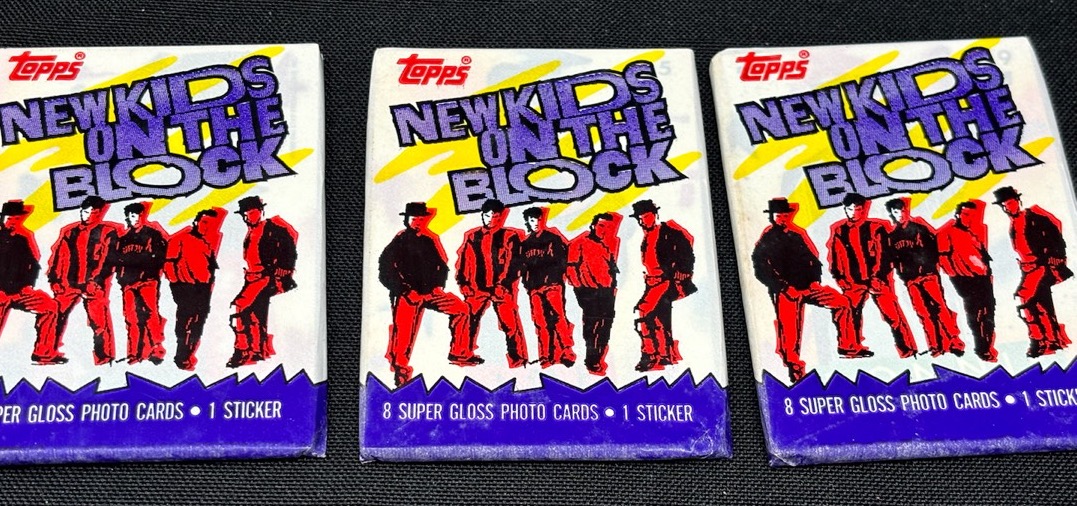 topps®
NEW KIDS
ON THE
BLOCK
PER GLOSS PHOTO CARDS • 1 STICKER
topps®
NEW KIDS
ON THE
BLOCK
8 SUPER GLOSS PHOTO CARDS • 1 STICKER
topps®
NEW KIDS
ON THE
BLOCK
8 SUPER GLOSS PHOTO CARDS • 1 STICKE